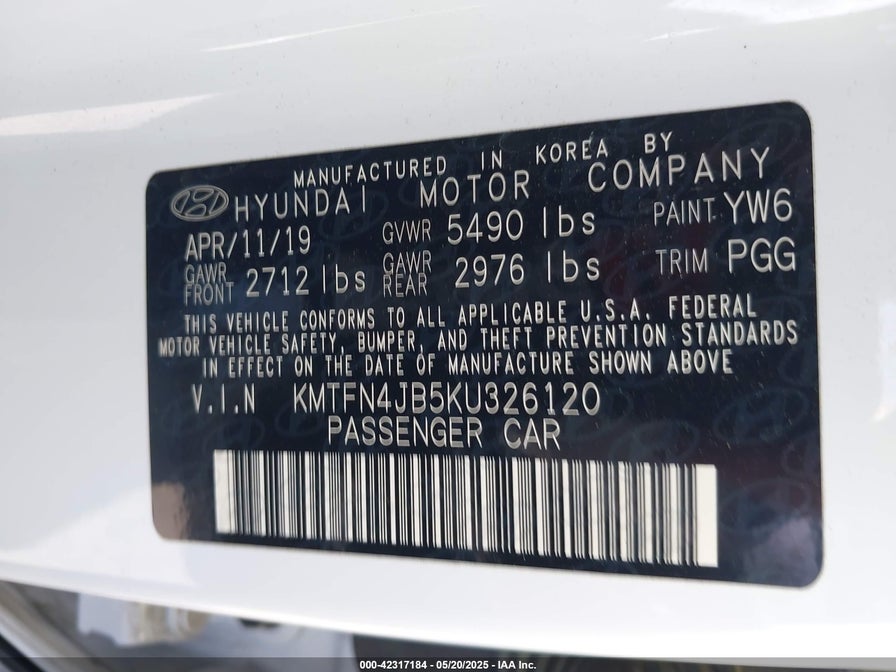 MANUFACTURED IN KOREA BY
HYUNDAI MOTOR COMPANY
APR/11/19 GVWR 5490 lbs PAINT YW6
GAWR FRONT 2712 lbs GAWR REAR 2976 lbs TRIM PGG
THIS VEHICLE CONFORMS TO ALL APPLICABLE U.S.A. FEDERAL
MOTOR VEHICLE SAFETY, BUMPER, AND THEFT PREVENTION STANDARDS
IN EFFECT ON THE DATE OF MANUFACTURE SHOWN ABOVE
V.I.N KMTFN4JB5KU326120
PASSENGER CAR
000-42317184 — 05/20/2025 — IAA Inc.